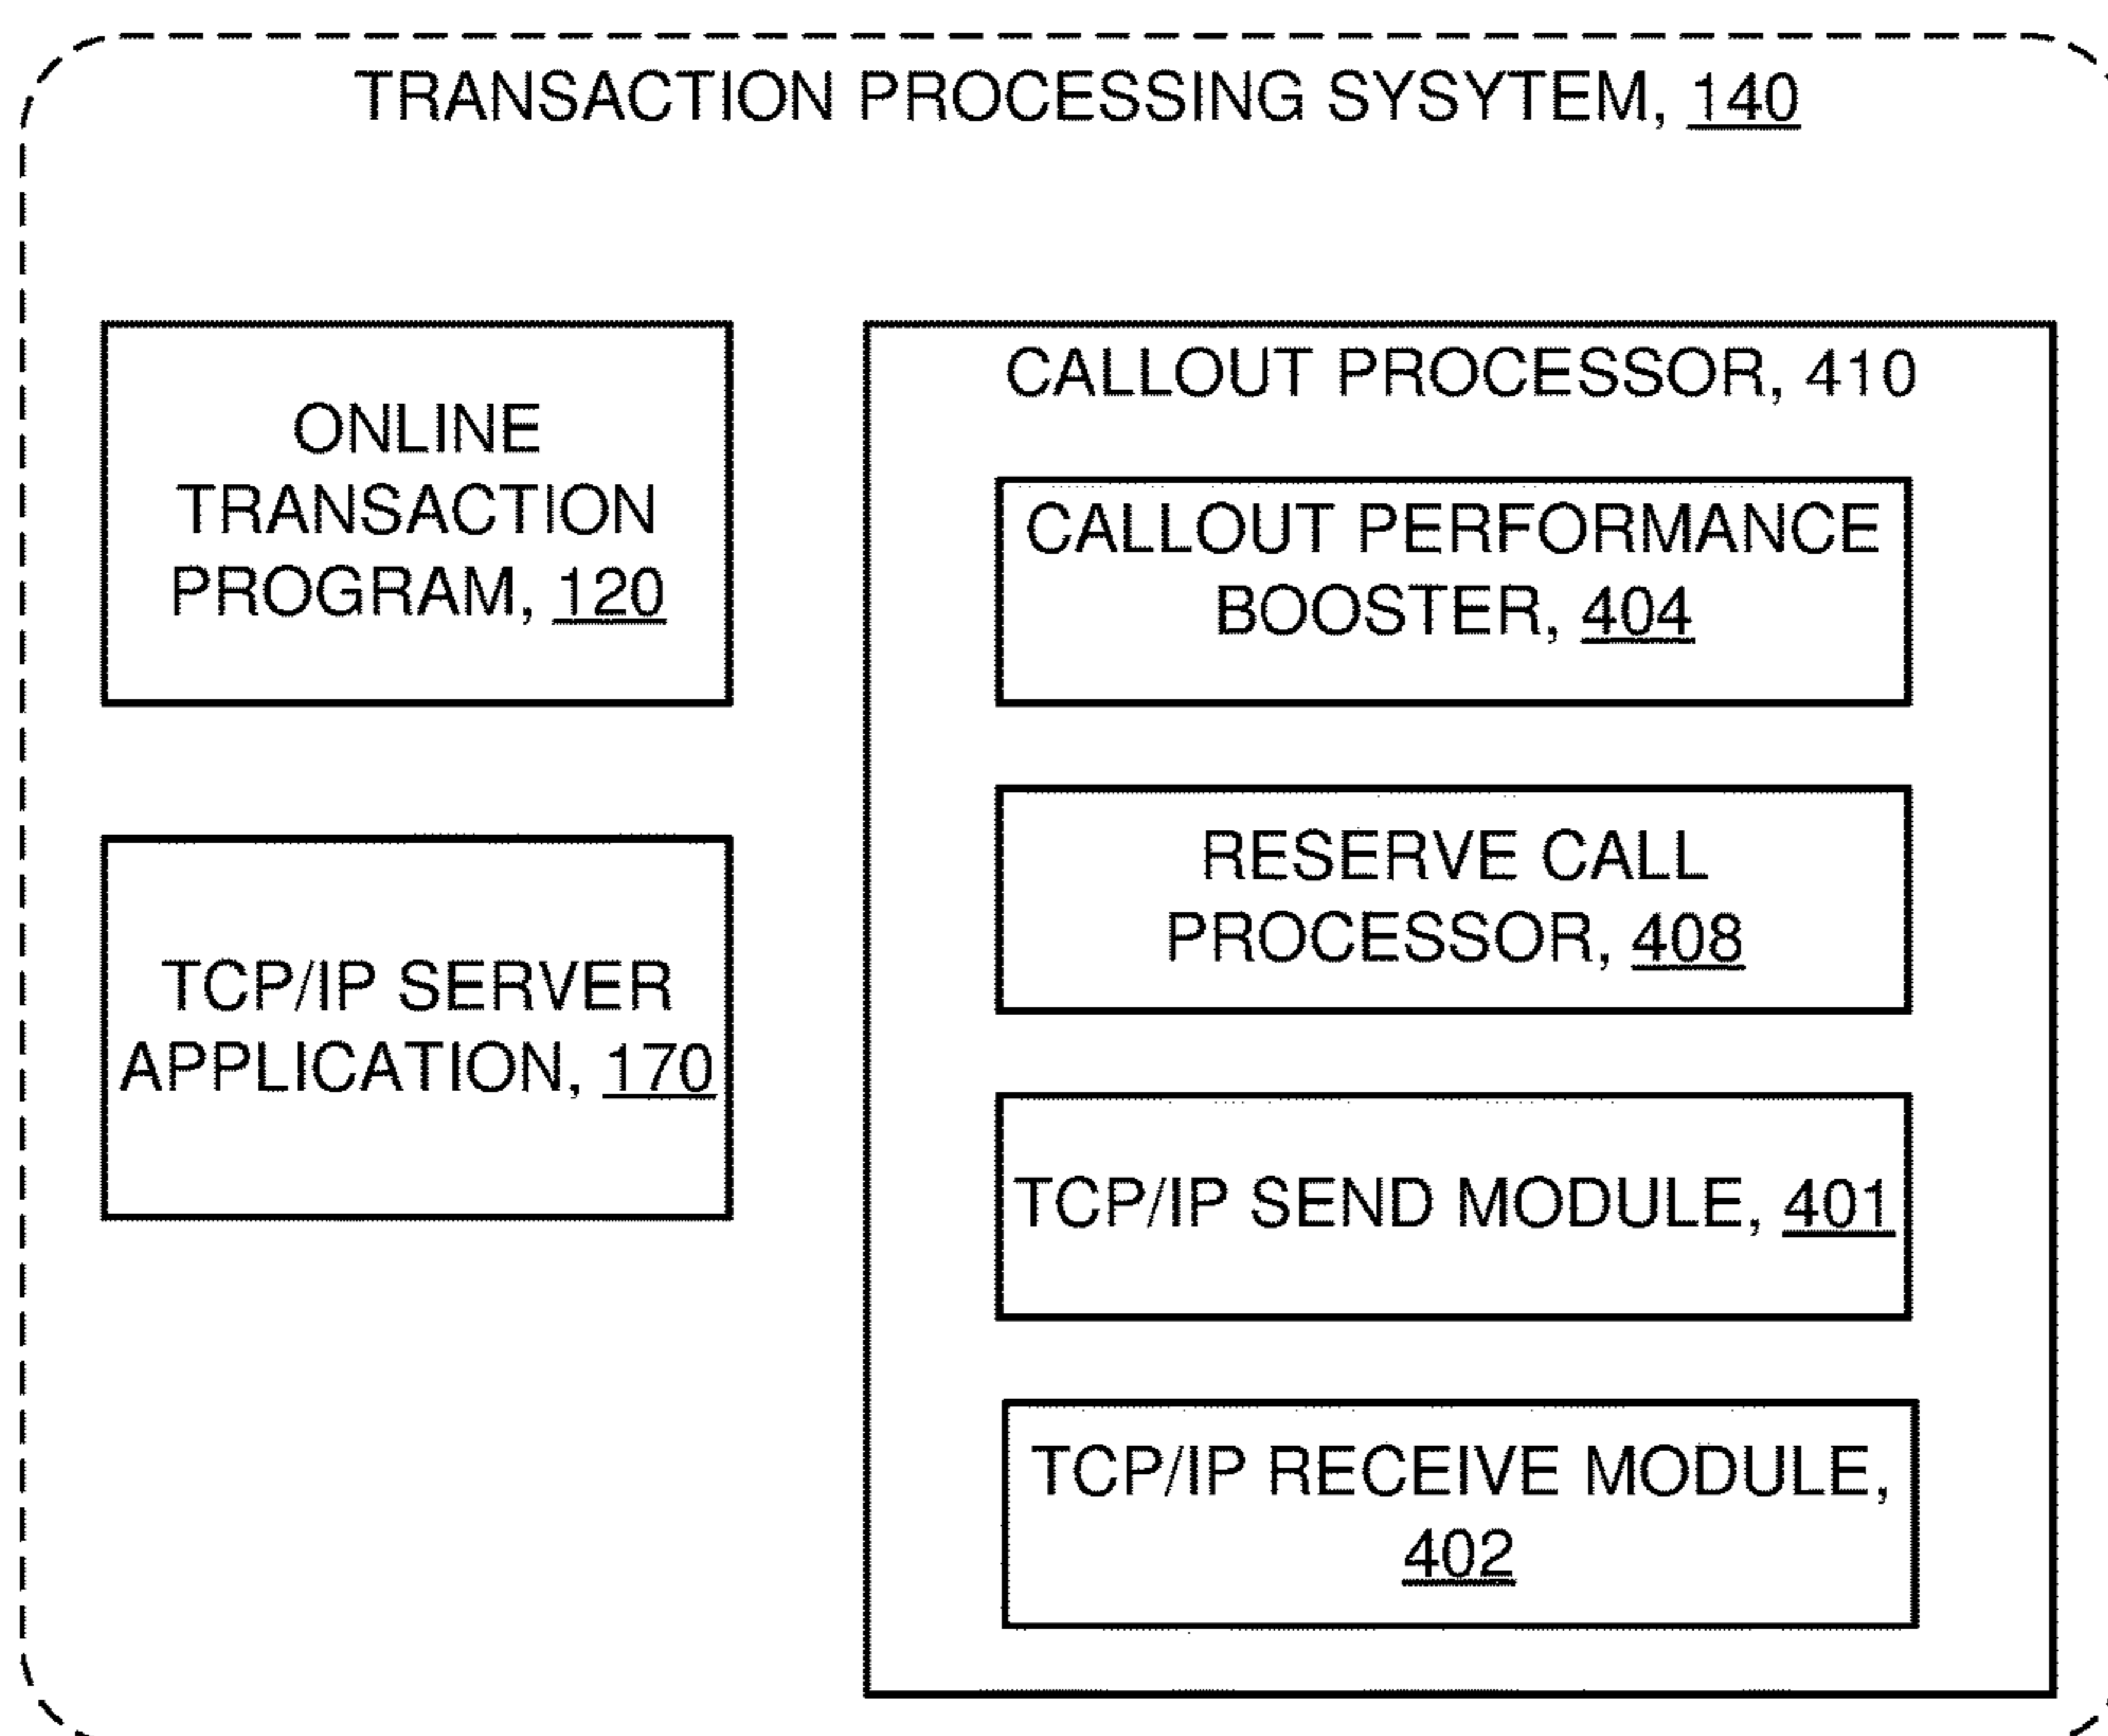 TRANSACTION PROCESSING SYSYTEM, 140
ONLINE
TRANSACTION
PROGRAM, 120
TCP/IP SERVER
APPLICATION, 170
CALLOUT PROCESSOR, 410
CALLOUT PERFORMANCE
BOOSTER, 404
RESERVE CALL
PROCESSOR, 408
TCP/IP SEND MODULE, 401
TCP/IP RECEIVE MODULE,
402